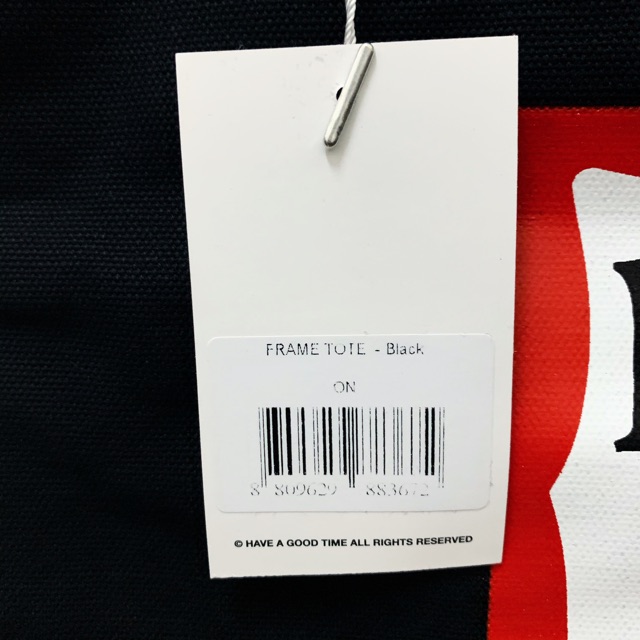 FRAME TOTE - Black
ON
8 809629 883672
© HAVE A GOOD TIME ALL RIGHTS RESERVED